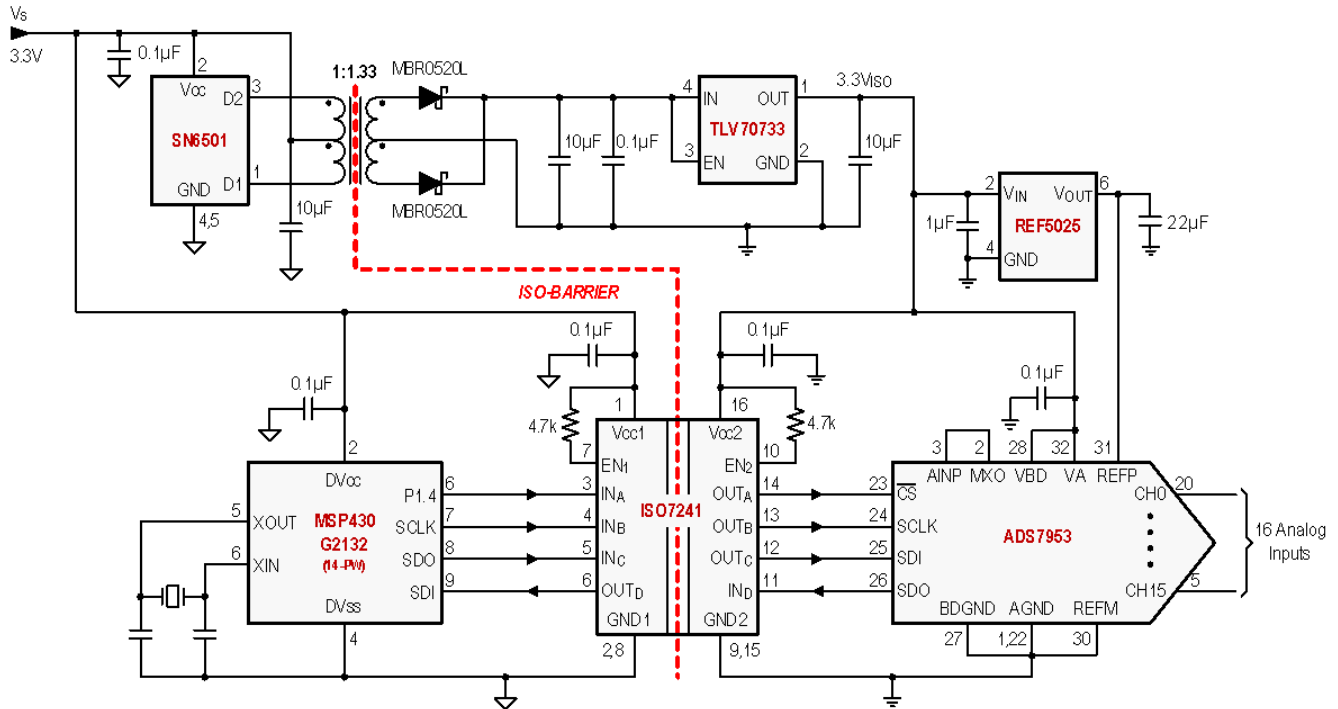 Vs
3.3V
0.1µF
2
Vcc
D2
3
SN6501
D1
1
GND
4,5
10µF
1:1.33
MBR0520L
MBR0520L
10µF
0.1µF
4
IN
OUT
1
TLV70733
3
EN
GND
2
3.3VISO
10µF
2
VIN
VOUT
6
REF5025
1µF
4
GND
22µF
ISO-BARRIER
0.1µF
2
DVcc
5
XOUT
P1.4
6
MSP430
G2132
(14-PW)
SCLK
7
6
XIN
SDO
8
SDI
9
DVss
4
0.1µF
4.7k
1
Vcc1
7
EN1
3
INA
4
INB
5
INC
6
OUTD
GND1
2,8
ISO7241
0.1µF
4.7k
16
Vcc2
10
EN2
14
OUTA
13
OUTB
12
OUTC
11
IND
GND2
9,15
0.1µF
3
2
28
32
31
AINP
MXO
VBD
VA
REFP
23
CS
24
SCLK
25
SDI
26
SDO
ADS7953
CH0
20
CH15
5
16 Analog
Inputs
BDGND
AGND
REFM
27
1,22
30